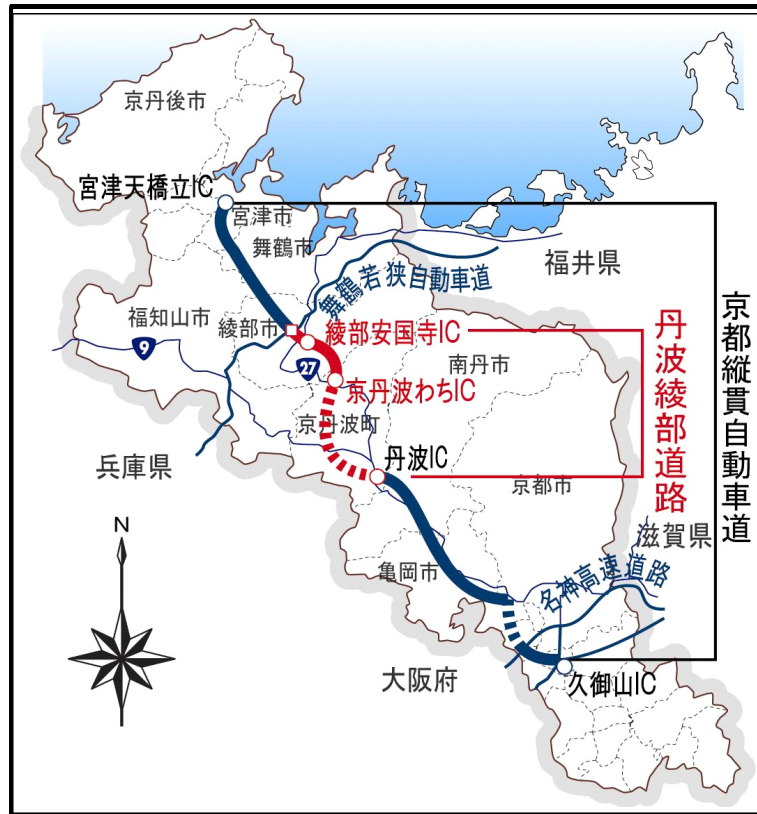 京丹後市
宮津天橋立IC
宮津市
舞鶴市
舞鶴若狭自動車道
福井県
福知山市
綾部市
綾部安国寺IC
9
27
南丹市
京丹波わちIC
京丹波町
丹波綾部道路
京都縦貫自動車道
兵庫県
丹波IC
京都市
滋賀県
N
亀岡市
名神高速道路
大阪府
久御山IC